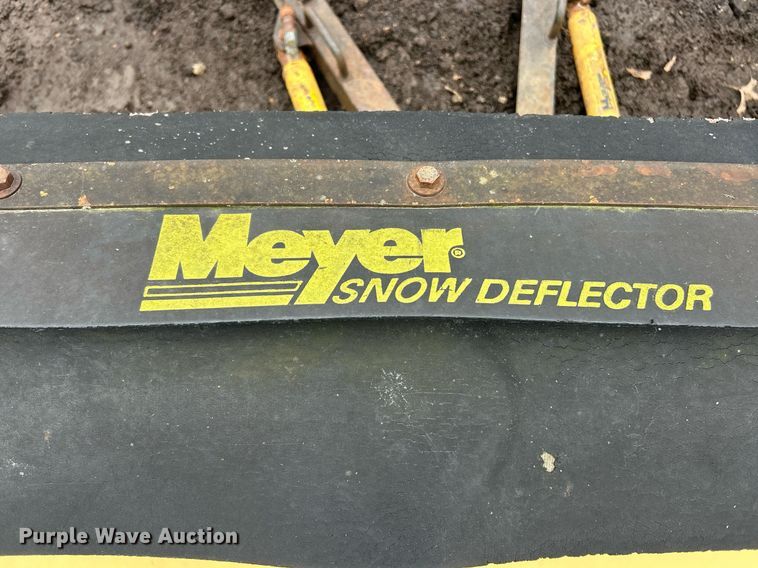 Meyer®
SNOW DEFLECTOR
Purple Wave Auction